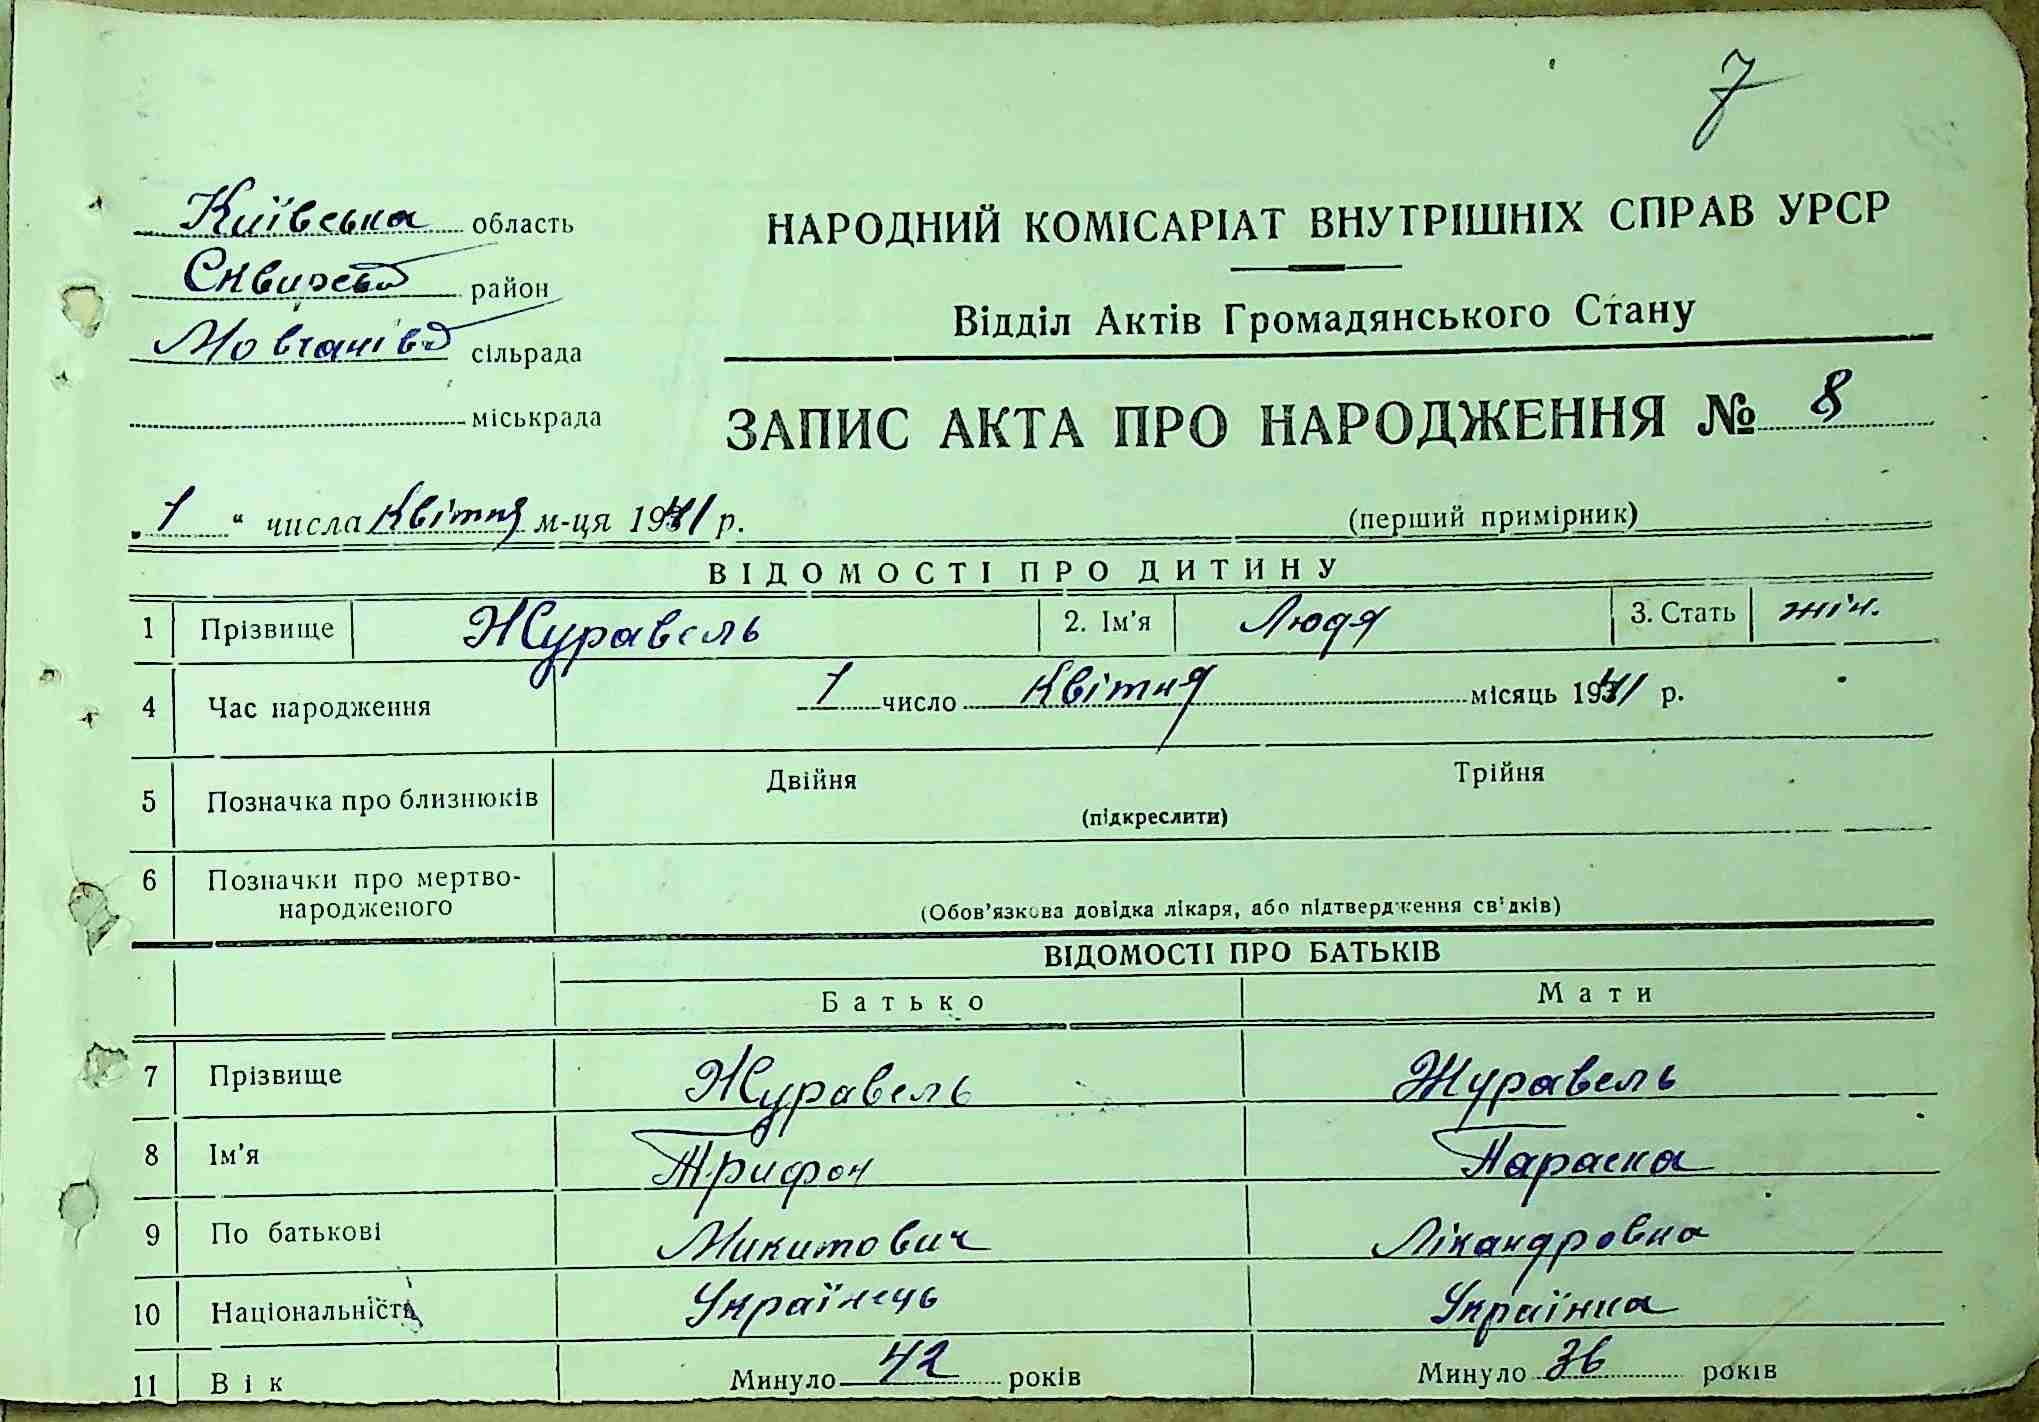 7
Київська область
НАРОДНИЙ КОМІСАРІАТ ВНУТРІШНІХ СПРАВ УРСР
Сквирськ район
Відділ Актів Громадянського Стану
Мовчанівс сільрада
міськрада
ЗАПИС АКТА ПРО НАРОДЖЕННЯ № 8
„1“ числа Квітня м-ця 1941 р.
(перший примірник)
ВІДОМОСТІ ПРО ДИТИНУ
1 Прізвище Журавель 2. Ім'я Людя 3. Стать жін.
4 Час народження 1 число Квітня місяць 1941 р.
5 Позначка про близнюків Двійня Трійня
(підкреслити)
6 Позначки про мертво-
народженого
(Обов'язкова довідка лікаря, або підтвердження свідків)
ВІДОМОСТІ ПРО БАТЬКІВ
Батько Мати
7 Прізвище Журавель Журавель
8 Ім'я Трифон Параска
9 По батькові Микитович Лікандровна
10 Національність Українець Українка
11 Вік Минуло 42 років Минуло 36 років